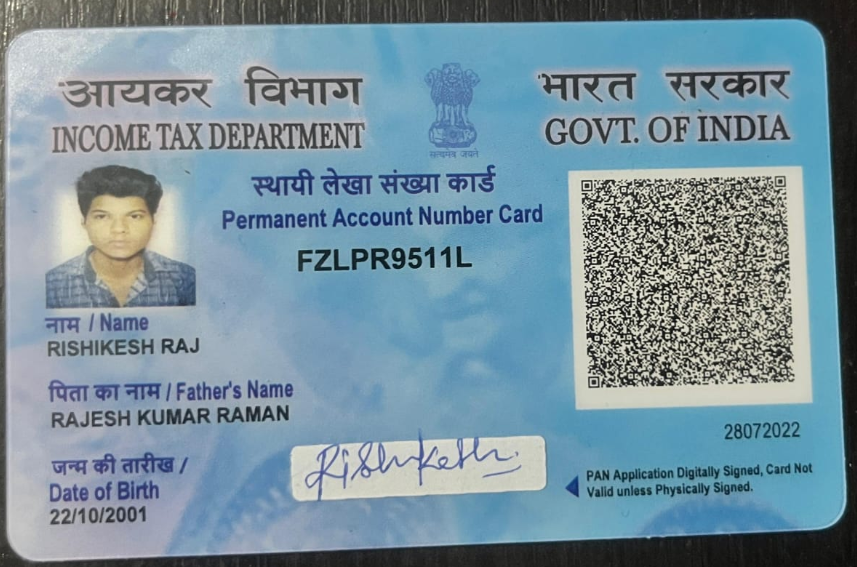 आयकर विभाग
INCOME TAX DEPARTMENT
सत्यमेव जयते
भारत सरकार
GOVT. OF INDIA
स्थायी लेखा संख्या कार्ड
Permanent Account Number Card
FZLPR9511L
नाम / Name
RISHIKESH RAJ
पिता का नाम / Father's Name
RAJESH KUMAR RAMAN
जन्म की तारीख /
Date of Birth
22/10/2001
Rishikesh
28072022
PAN Application Digitally Signed, Card Not
Valid unless Physically Signed.